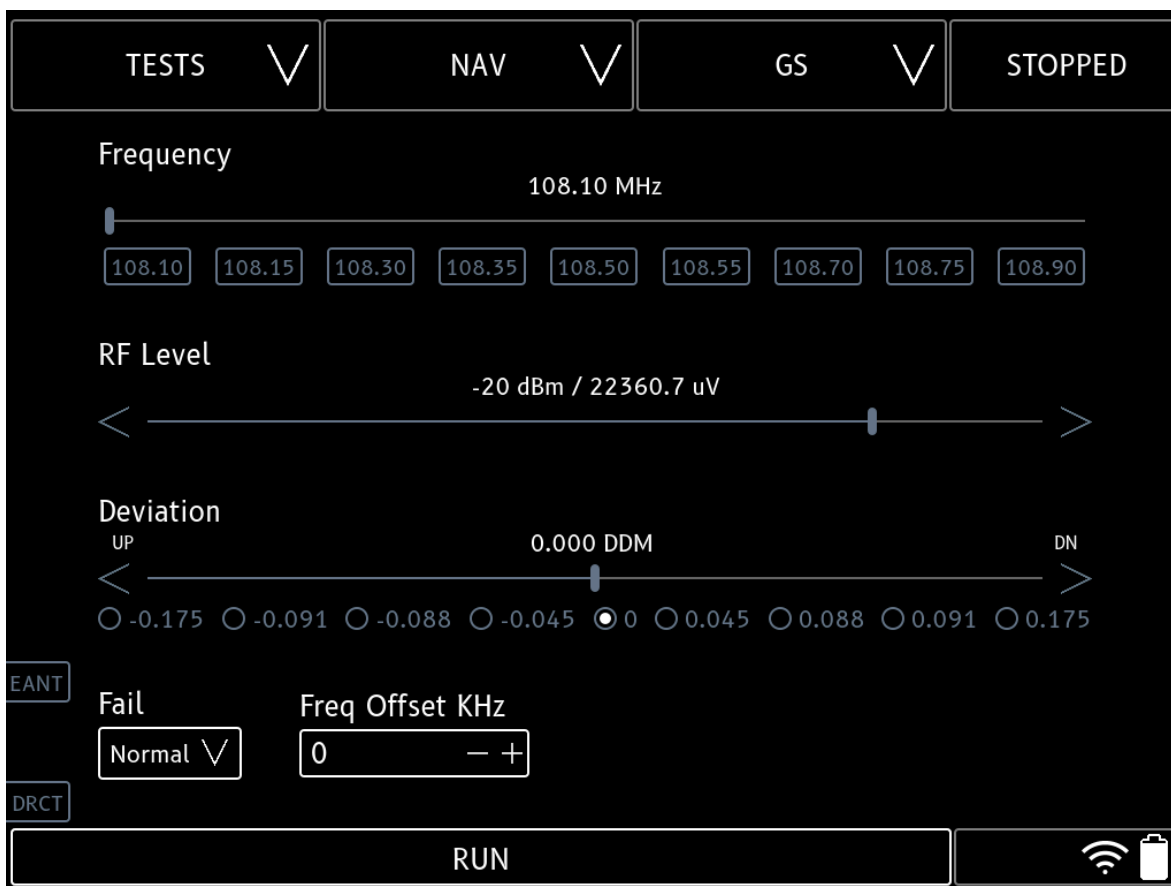 TESTS NAV GS STOPPED
Frequency
108.10 MHz
108.10 108.15 108.30 108.35 108.50 108.55 108.70 108.75 108.90
RF Level
-20 dBm / 22360.7 uV
Deviation
UP 0.000 DDM DN
-0.175 -0.091 -0.088 -0.045 0 0.045 0.088 0.091 0.175
EANT
Fail Freq Offset KHz
Normal 0 − +
DRCT
RUN